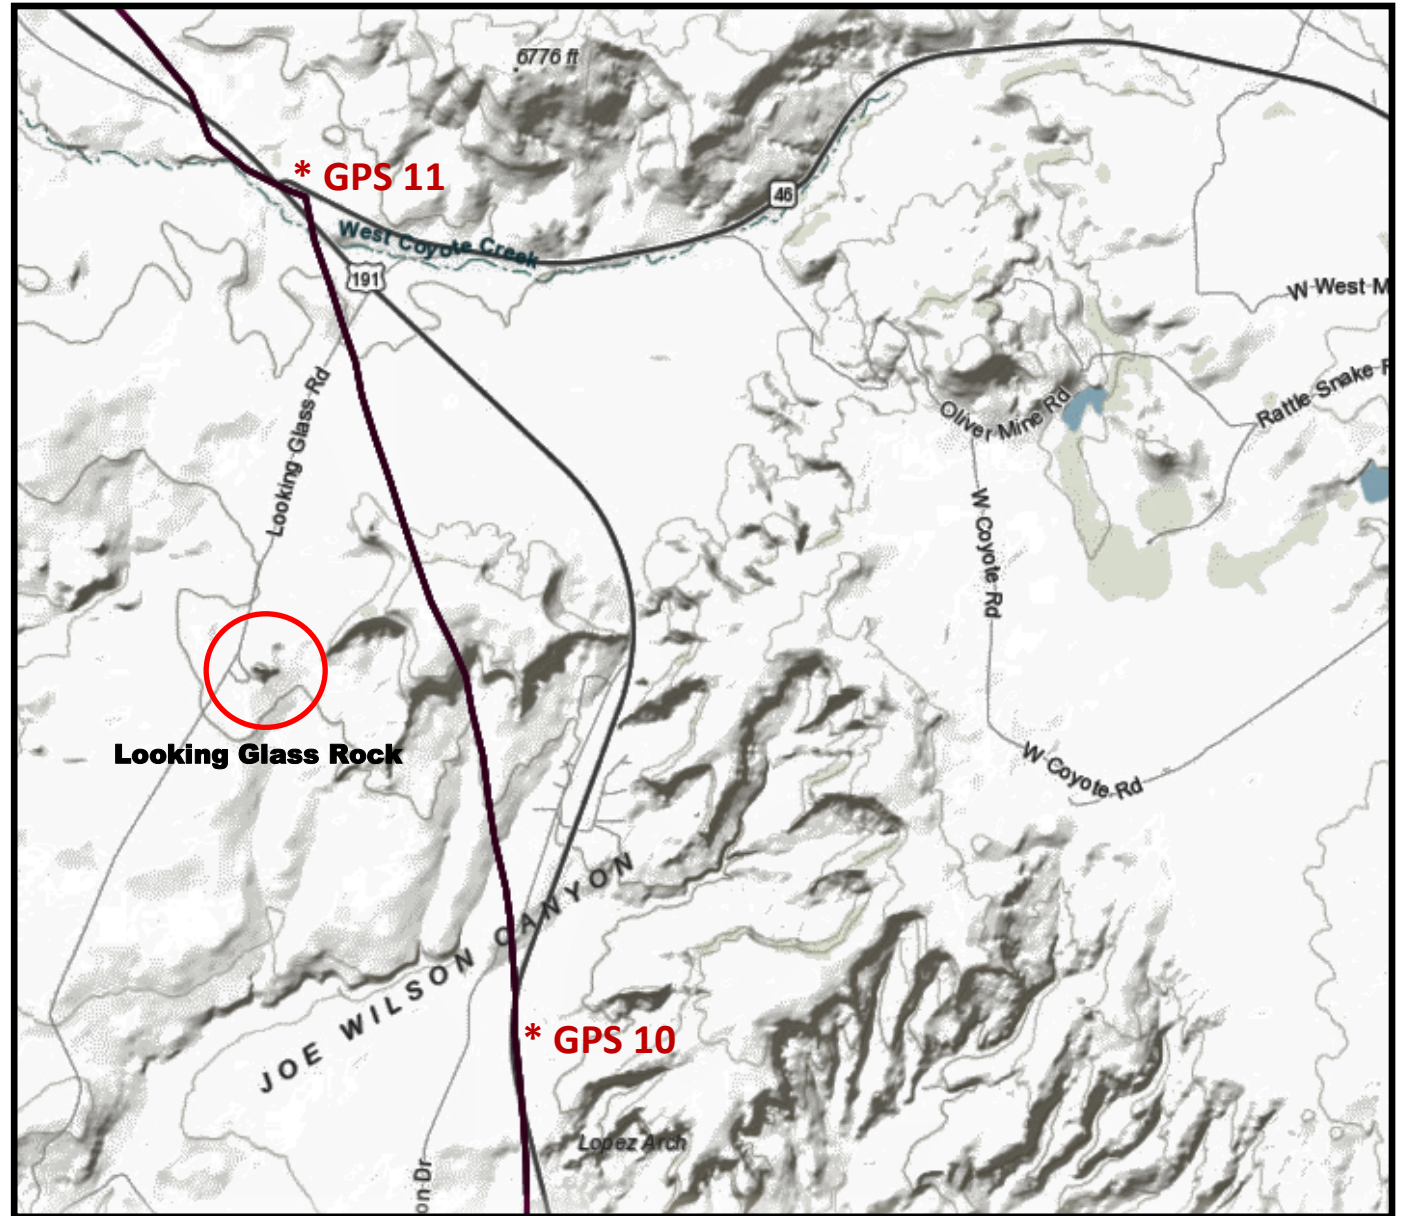 6776 ft
* GPS 11
46
West Coyote Creek
191
W West M
Looking Glass Rd
Rattle Snake R
Oliver Mine Rd
W Coyote Rd
Looking Glass Rock
W Coyote Rd
JOE WILSON CANYON
* GPS 10
Lopez Arch
on Dr